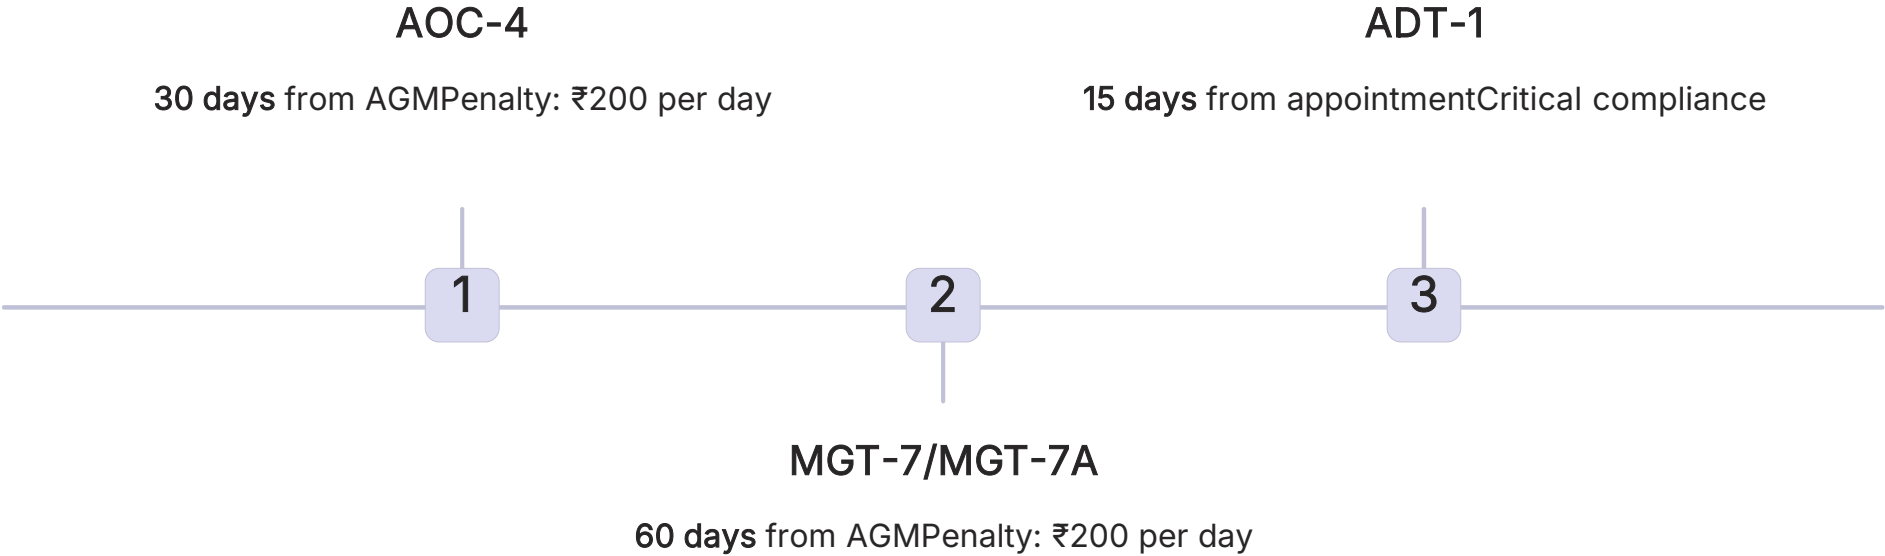 AOC-4
30 days from AGMPenalty: ₹200 per day
ADT-1
15 days from appointmentCritical compliance
1
2
3
MGT-7/MGT-7A
60 days from AGMPenalty: ₹200 per day